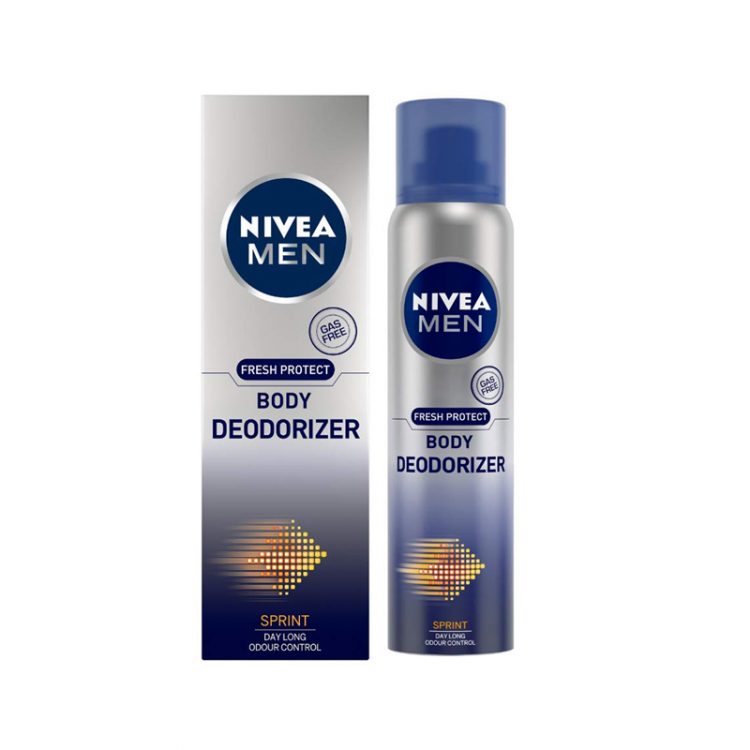 NIVEA
MEN
GAS
FREE
FRESH PROTECT
BODY
DEODORIZER
SPRINT
DAY LONG
ODOUR CONTROL
NIVEA
MEN
GAS
FREE
FRESH PROTECT
BODY
DEODORIZER
SPRINT
DAY LONG
ODOUR CONTROL